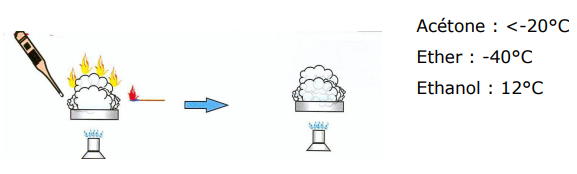 Acétone : <-20°C
Ether : -40°C
Ethanol : 12°C